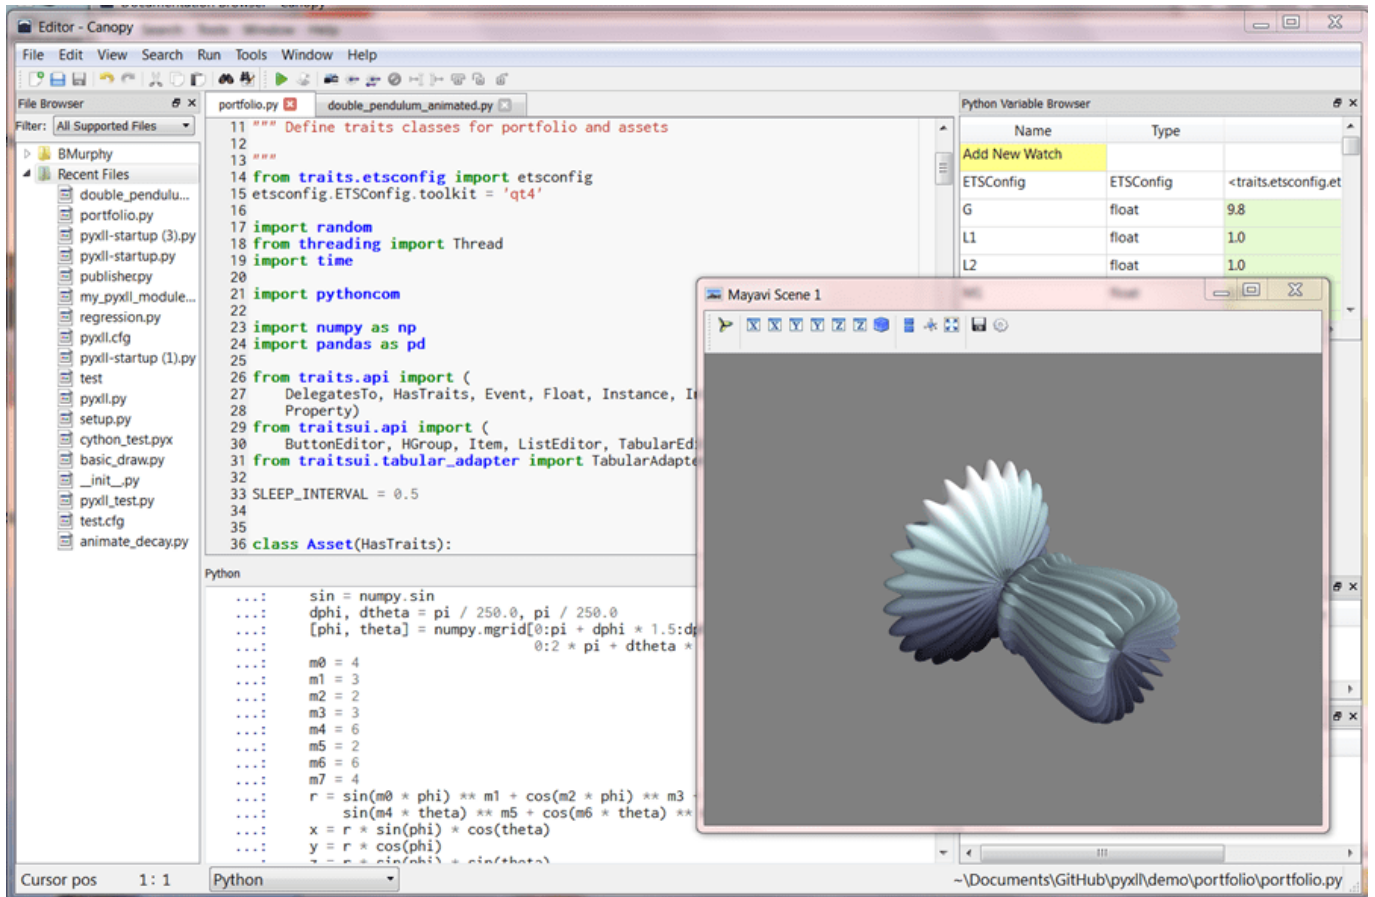 Editor - Canopy
File Edit View Search Run Tools Window Help
File Browser
Filter: All Supported Files
BMurphy
Recent Files
double_pendulu...
portfolio.py
pyxll-startup (3).py
pyxll-startup.py
publisher.py
my_pyxll_module...
regression.py
pyxll.cfg
pyxll-startup (1).py
test
pyxll.py
setup.py
cython_test.pyx
basic_draw.py
__init__.py
pyxll_test.py
test.cfg
animate_decay.py
portfolio.py double_pendulum_animated.py
11 """ Define traits classes for portfolio and assets
12
13 """
14 from traits.etsconfig import etsconfig
15 etsconfig.ETSConfig.toolkit = 'qt4'
16
17 import random
18 from threading import Thread
19 import time
20
21 import pythoncom
22
23 import numpy as np
24 import pandas as pd
25
26 from traits.api import (
27 DelegatesTo, HasTraits, Event, Float, Instance,
28 Property)
29 from traitsui.api import (
30 ButtonEditor, HGroup, Item, ListEditor, TabularEd
31 from traitsui.tabular_adapter import TabularAdapte
32
33 SLEEP_INTERVAL = 0.5
34
35
36 class Asset(HasTraits):
Python
...: sin = numpy.sin
...: dphi, dtheta = pi / 250.0, pi / 250.0
...: [phi, theta] = numpy.mgrid[0:pi + dphi * 1.5:dp
...: 0:2 * pi + dtheta *
...: m0 = 4
...: m1 = 3
...: m2 = 2
...: m3 = 3
...: m4 = 6
...: m5 = 2
...: m6 = 6
...: m7 = 4
...: r = sin(m0 * phi) ** m1 + cos(m2 * phi) ** m3
...: sin(m4 * theta) ** m5 + cos(m6 * theta) **
...: x = r * sin(phi) * cos(theta)
...: y = r * cos(phi)
...: z = r * sin(phi) * sin(theta)
Python Variable Browser
Name Type
Add New Watch
ETSConfig ETSConfig <traits.etsconfig.et
G float 9.8
L1 float 1.0
L2 float 1.0
Mayavi Scene 1
X X Y Y Z Z
Cursor pos 1: 1 Python ~\Documents\GitHub\pyxll\demo\portfolio\portfolio.py